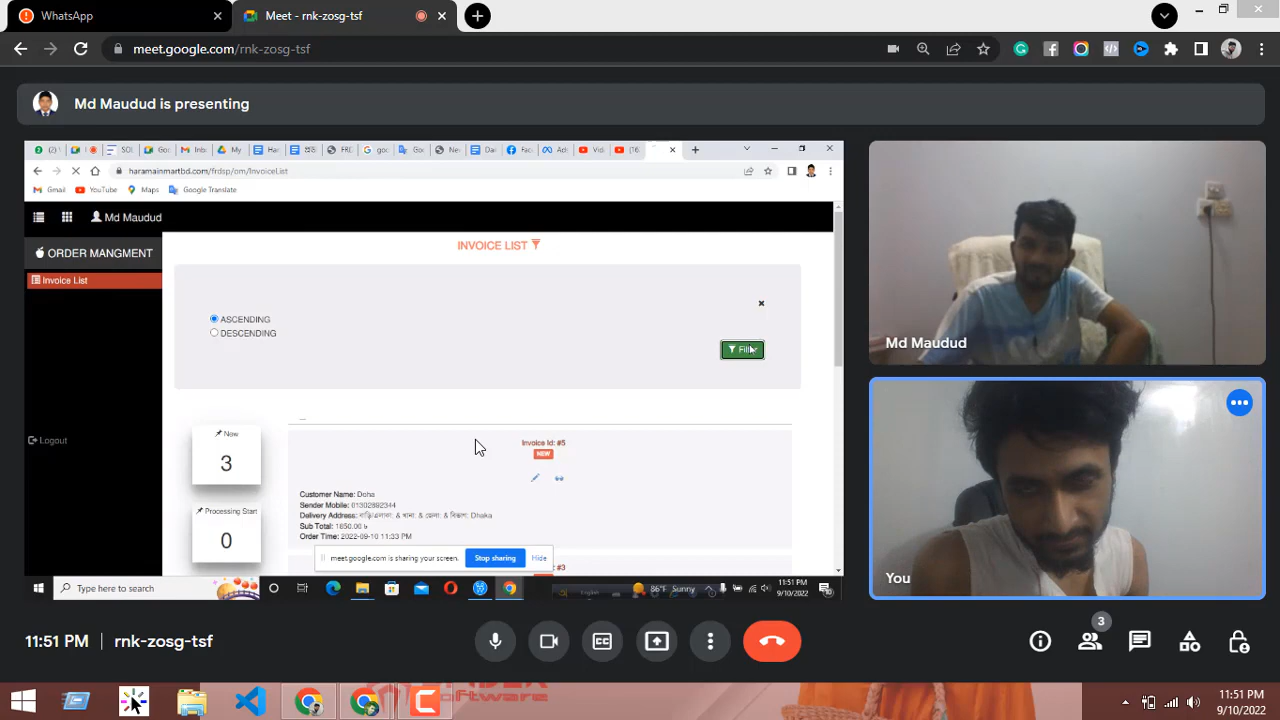 WhatsApp
Meet - rnk-zosg-tsf
meet.google.com/rnk-zosg-tsf
Md Maudud is presenting
haramainmartbd.com/frdsp/om/InvoiceList
Gmail YouTube Maps Google Translate
Md Maudud
ORDER MANGMENT
Invoice List
Logout
INVOICE LIST
ASCENDING
DESCENDING
Filter
New
3
Processing Start
0
Invoice Id: #5
NEW
Customer Name: Doha
Sender Mobile: 01302892344
Delivery Address: বাড়ি/এলাকা: & থানা: & জেলা: & বিভাগ: Dhaka
Sub Total: 1650.00 ৳
Order Time: 2022-09-10 11:33 PM
#3
meet.google.com is sharing your screen. Stop sharing Hide
Type here to search
86°F Sunny
11:51 PM
9/10/2022
Md Maudud
You
11:51 PM | rnk-zosg-tsf
3
11:51 PM
9/10/2022